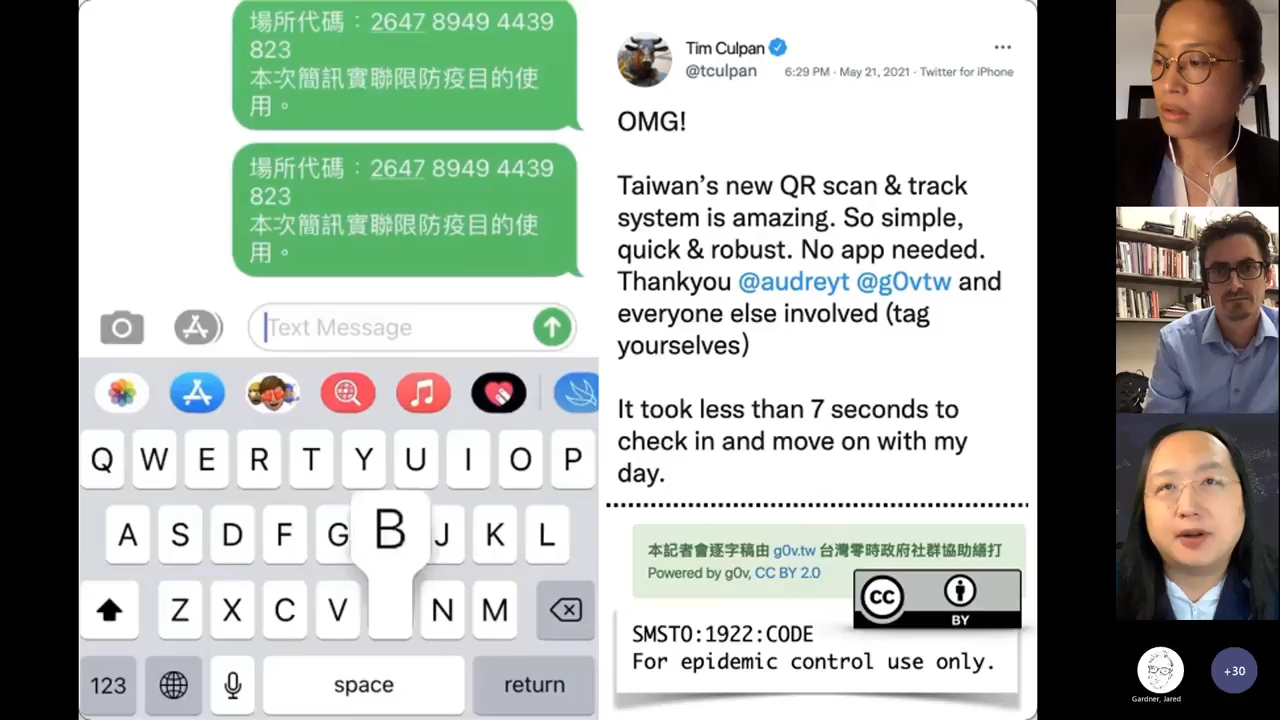 場所代碼：2647 8949 4439
823
本次簡訊實聯限防疫目的使
用。
場所代碼：2647 8949 4439
823
本次簡訊實聯限防疫目的使
用。
Text Message
Q W E R T Y U I O P
A S D F G B J K L
Z X C V N M
123 space return
Tim Culpan
@tculpan 6:29 PM · May 21, 2021 · Twitter for iPhone
OMG!
Taiwan’s new QR scan & track
system is amazing. So simple,
quick & robust. No app needed.
Thankyou @audreyt @g0vtw and
everyone else involved (tag
yourselves)
It took less than 7 seconds to
check in and move on with my
day.
本記者會逐字稿由 g0v.tw 台灣零時政府社群協助繕打
Powered by g0v, CC BY 2.0
CC
BY
SMSTO:1922:CODE
For epidemic control use only.
Gardner, Jared
+30